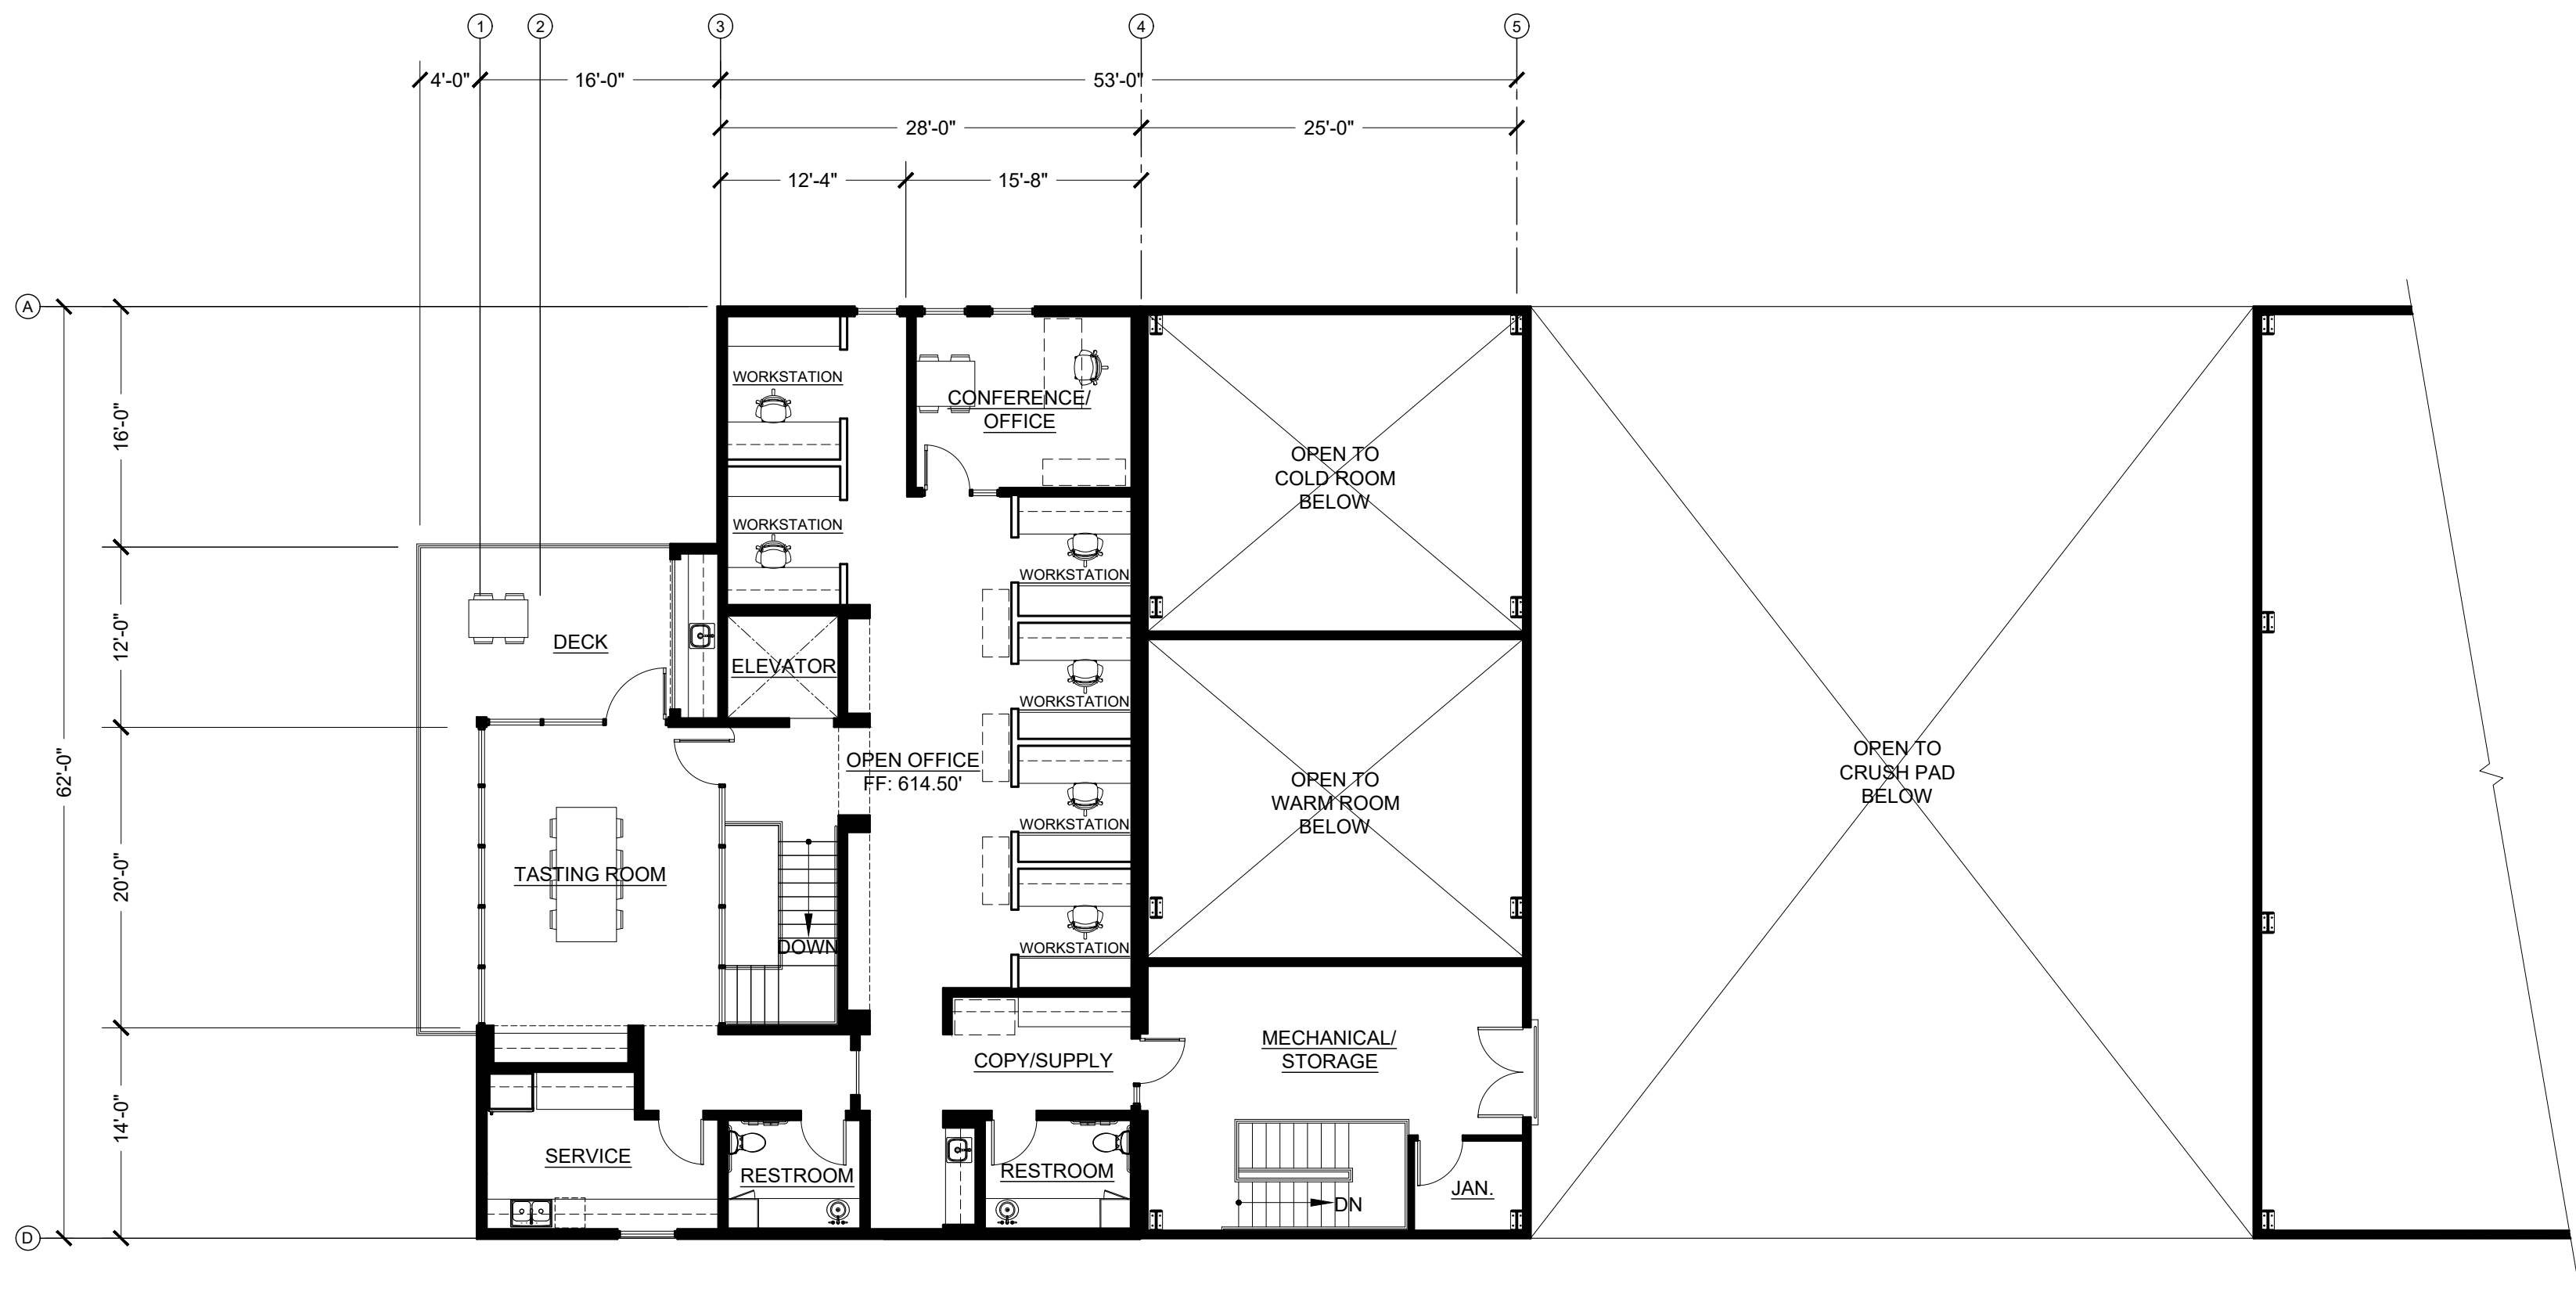 1
2
3
4
5
4'-0"
16'-0"
53'-0"
28'-0"
25'-0"
12'-4"
15'-8"
A
WORKSTATION
CONFERENCE/
OFFICE
16'-0"
OPEN TO
COLD ROOM
BELOW
WORKSTATION
WORKSTATION
DECK
12'-0"
ELEVATOR
WORKSTATION
62'-0"
OPEN OFFICE
FF: 614.50'
OPEN TO
WARM ROOM
BELOW
OPEN TO
CRUSH PAD
BELOW
WORKSTATION
TASTING ROOM
20'-0"
DOWN
WORKSTATION
MECHANICAL/
STORAGE
COPY/SUPPLY
14'-0"
SERVICE
RESTROOM
RESTROOM
JAN.
DN
D